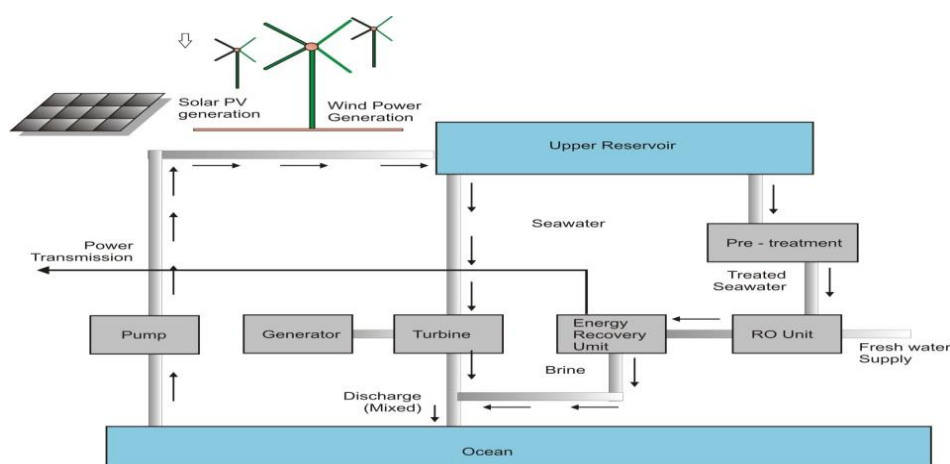 Solar PV
generation
Wind Power
Generation
Upper Reservoir
Seawater
Power
Transmission
Pre - treatment
Treated
Seawater
Pump
Generator
Turbine
Energy
Recovery
Unit
RO Unit
Fresh water
Supply
Brine
Discharge
(Mixed)
Ocean